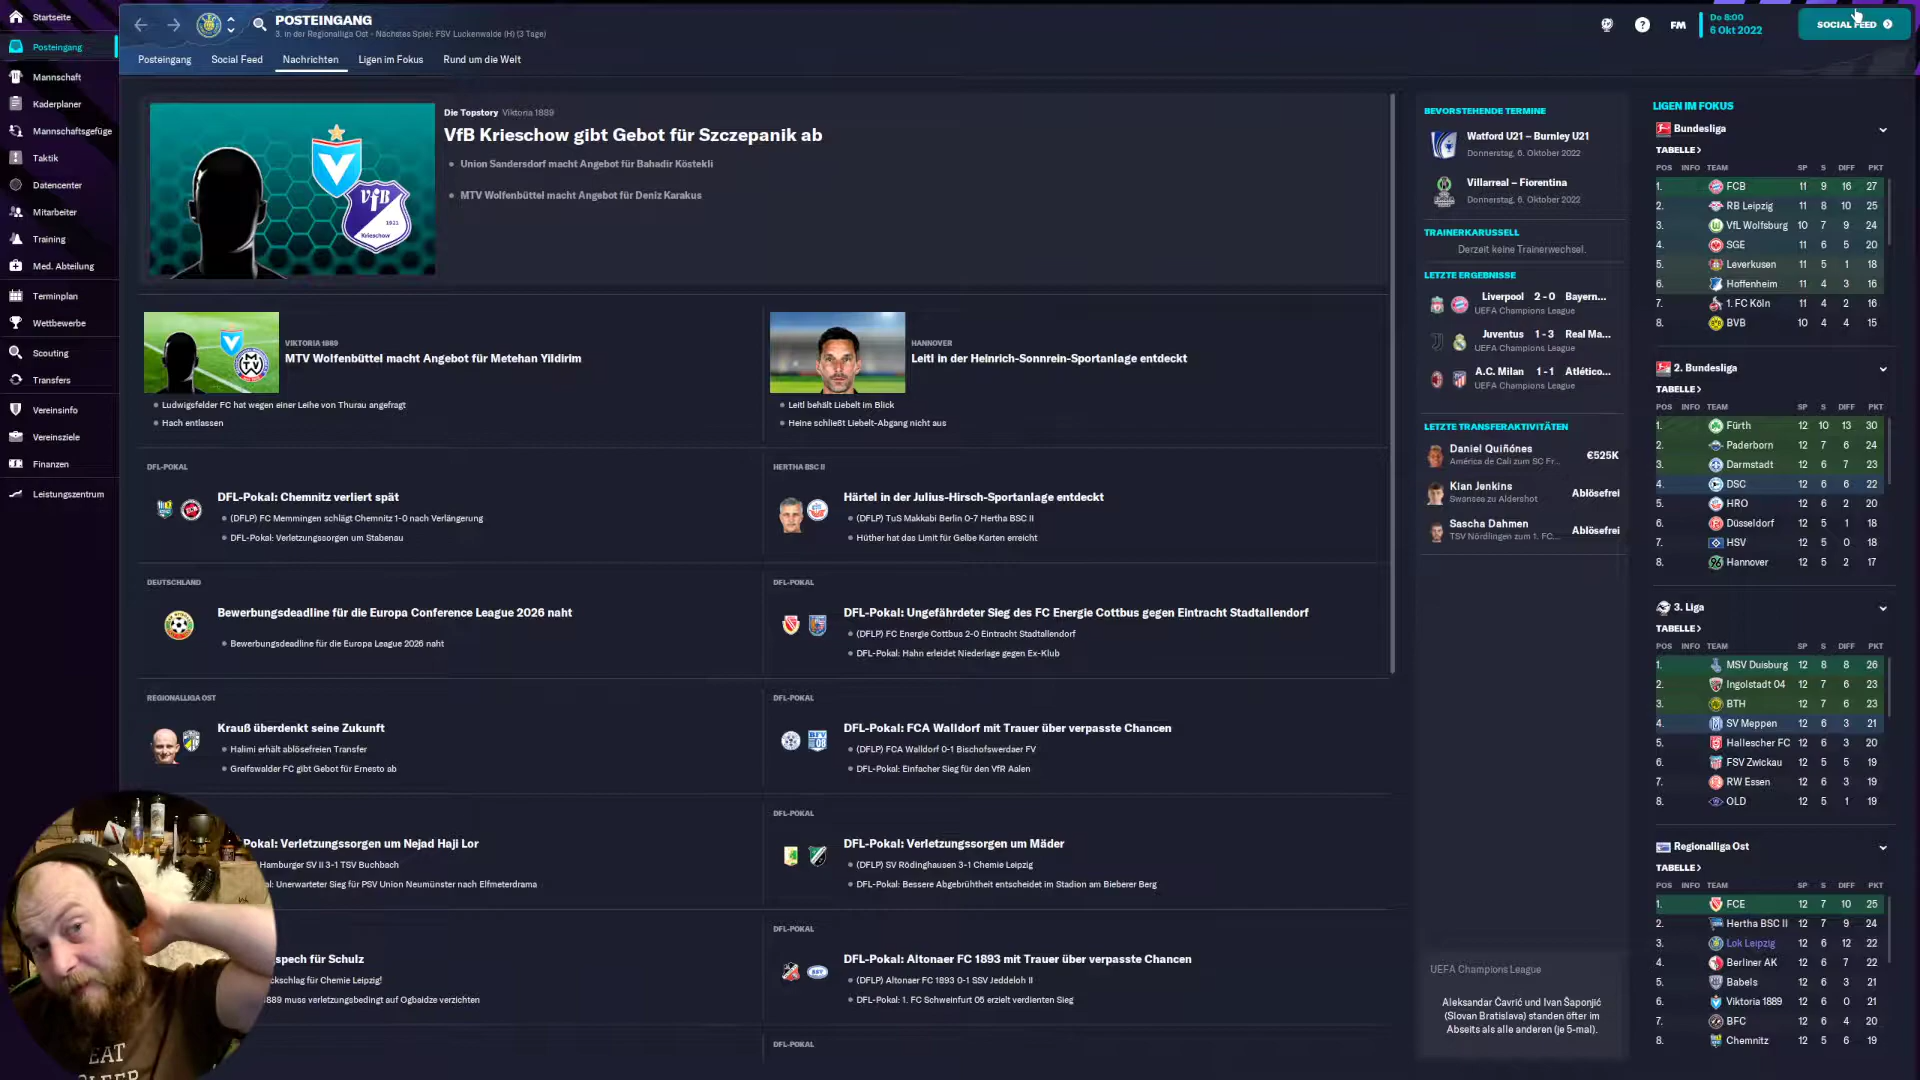 Startseite
Posteingang
Mannschaft
Kaderplaner
Mannschaftsgefüge
Taktik
Datencenter
Mitarbeiter
Training
Med. Abteilung
Terminplan
Wettbewerbe
Scouting
Transfers
Vereinsinfo
Vereinsziele
Finanzen
Leistungszentrum
POSTEINGANG
3. in der Regionalliga Ost - Nächstes Spiel: FSV Luckenwalde (H) (3 Tage)
FM
Do 8:00
6 Okt 2022
SOCIAL FEED
Posteingang Social Feed Nachrichten Ligen im Fokus Rund um die Welt
Die Topstory Viktoria 1889
VfB Krieschow gibt Gebot für Szczepanik ab
Union Sandersdorf macht Angebot für Bahadir Köstekli
MTV Wolfenbüttel macht Angebot für Deniz Karakus
VIKTORIA 1889
MTV Wolfenbüttel macht Angebot für Metehan Yildirim
Ludwigsfelder FC hat wegen einer Leihe von Thurau angefragt
Hach entlassen
HANNOVER
Leitl in der Heinrich-Sonnrein-Sportanlage entdeckt
Leitl behält Liebelt im Blick
Heine schließt Liebelt-Abgang nicht aus
DFL-POKAL
DFL-Pokal: Chemnitz verliert spät
(DFLP) FC Memmingen schlägt Chemnitz 1-0 nach Verlängerung
DFL-Pokal: Verletzungssorgen um Stabenau
HERTHA BSC II
Härtel in der Julius-Hirsch-Sportanlage entdeckt
(DFLP) TuS Makkabi Berlin 0-7 Hertha BSC II
Hüther hat das Limit für Gelbe Karten erreicht
DEUTSCHLAND
Bewerbungsdeadline für die Europa Conference League 2026 naht
Bewerbungsdeadline für die Europa League 2026 naht
DFL-POKAL
DFL-Pokal: Ungefährdeter Sieg des FC Energie Cottbus gegen Eintracht Stadtallendorf
(DFLP) FC Energie Cottbus 2-0 Eintracht Stadtallendorf
DFL-Pokal: Hahn erleidet Niederlage gegen Ex-Klub
REGIONALLIGA OST
Krauß überdenkt seine Zukunft
Halimi erhält ablösefreien Transfer
Greifswalder FC gibt Gebot für Ernesto ab
DFL-POKAL
DFL-Pokal: FCA Walldorf mit Trauer über verpasste Chancen
(DFLP) FCA Walldorf 0-1 Bischofswerdaer FV
DFL-Pokal: Einfacher Sieg für den VfR Aalen
Pokal: Verletzungssorgen um Nejad Haji Lor
Hamburger SV II 3-1 TSV Buchbach
al: Unerwarteter Sieg für PSV Union Neumünster nach Elfmeterdrama
DFL-POKAL
DFL-Pokal: Verletzungssorgen um Mäder
(DFLP) SV Rödinghausen 3-1 Chemie Leipzig
DFL-Pokal: Bessere Abgebrühtheit entscheidet im Stadion am Bieberer Berg
spech für Schulz
ckschlag für Chemie Leipzig!
1889 muss verletzungsbedingt auf Ogbaidze verzichten
DFL-POKAL
DFL-Pokal: Altonaer FC 1893 mit Trauer über verpasste Chancen
(DFLP) Altonaer FC 1893 0-1 SSV Jeddeloh II
DFL-Pokal: 1. FC Schweinfurt 05 erzielt verdienten Sieg
DFL-POKAL
EAT
BEVORSTEHENDE TERMINE
Watford U21 – Burnley U21
Donnerstag, 6. Oktober 2022
Villarreal – Fiorentina
Donnerstag, 6. Oktober 2022
TRAINERKARUSSELL
Derzeit keine Trainerwechsel.
LETZTE ERGEBNISSE
Liverpool 2 - 0 Bayern...
UEFA Champions League
Juventus 1 - 3 Real Ma...
UEFA Champions League
A.C. Milan 1 - 1 Atlético...
UEFA Champions League
LETZTE TRANSFERAKTIVITÄTEN
Daniel Quiñónes €525K
América de Cali zum SC Fr...
Kian Jenkins Ablösefrei
Swansea zu Aldershot
Sascha Dahmen Ablösefrei
TSV Nördlingen zum 1. FC...
UEFA Champions League
Aleksandar Čavrić und Ivan Šaponjić
(Slovan Bratislava) standen öfter im
Abseits als alle anderen (je 5-mal).
LIGEN IM FOKUS
Bundesliga
TABELLE
POS INFO TEAM SP S DIFF PKT
1. FCB 11 9 16 27
2. RB Leipzig 11 8 10 25
3. VfL Wolfsburg 10 7 9 24
4. SGE 11 6 5 20
5. Leverkusen 11 5 1 18
6. Hoffenheim 11 4 3 16
7. 1. FC Köln 11 4 2 16
8. BVB 10 4 4 15
2. Bundesliga
TABELLE
POS INFO TEAM SP S DIFF PKT
1. Fürth 12 10 13 30
2. Paderborn 12 7 6 24
3. Darmstadt 12 6 7 23
4. DSC 12 6 6 22
5. HRO 12 6 2 20
6. Düsseldorf 12 5 1 18
7. HSV 12 5 0 18
8. Hannover 12 5 2 17
3. Liga
TABELLE
POS INFO TEAM SP S DIFF PKT
1. MSV Duisburg 12 8 8 26
2. Ingolstadt 04 12 7 6 23
3. BTH 12 7 6 23
4. SV Meppen 12 6 3 21
5. Hallescher FC 12 6 3 20
6. FSV Zwickau 12 5 5 19
7. RW Essen 12 6 3 19
8. OLD 12 5 1 19
Regionalliga Ost
TABELLE
POS INFO TEAM SP S DIFF PKT
1. FCE 12 7 10 25
2. Hertha BSC II 12 7 9 24
3. Lok Leipzig 12 6 12 22
4. Berliner AK 12 6 7 22
5. Babels 12 6 3 21
6. Viktoria 1889 12 6 0 21
7. BFC 12 6 4 20
8. Chemnitz 12 5 6 19